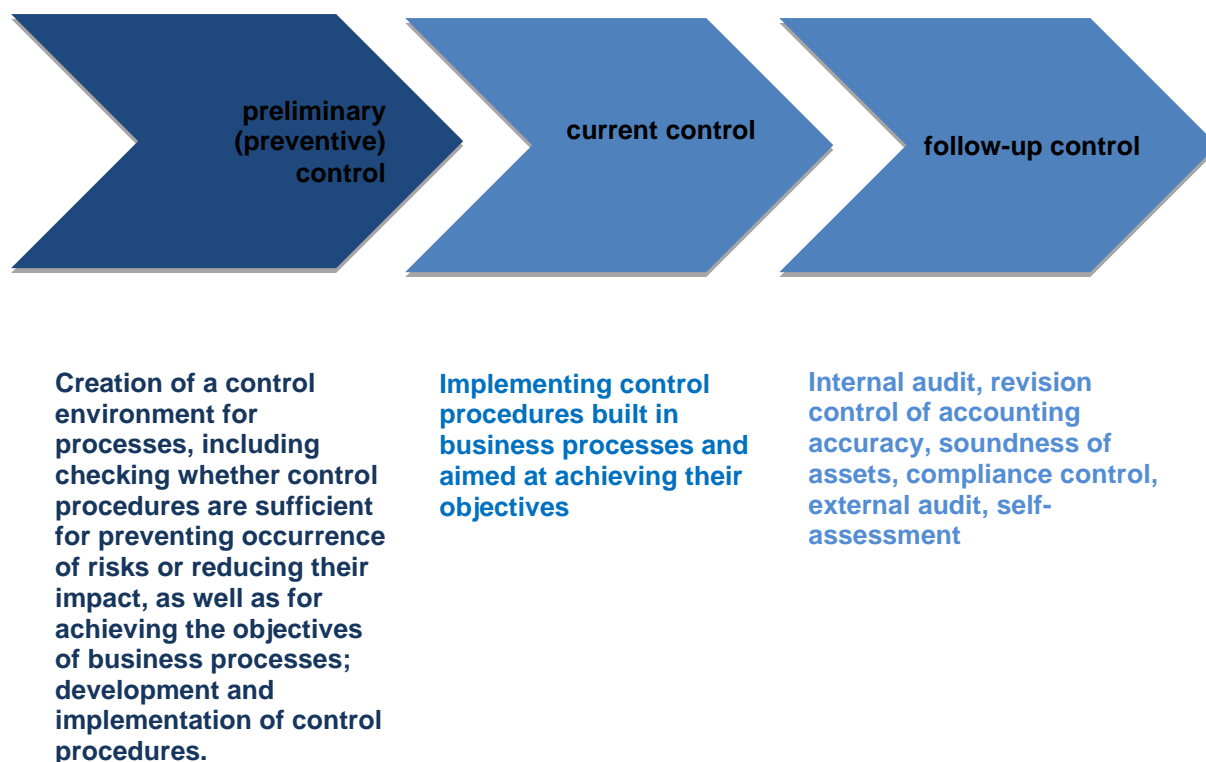 preliminary
(preventive)
control
current control
follow-up control
Creation of a control
environment for
processes, including
checking whether control
procedures are sufficient
for preventing occurrence
of risks or reducing their
impact, as well as for
achieving the objectives
of business processes;
development and
implementation of control
procedures.
Implementing control
procedures built in
business processes and
aimed at achieving their
objectives
Internal audit, revision
control of accounting
accuracy, soundness of
assets, compliance control,
external audit, self-
assessment